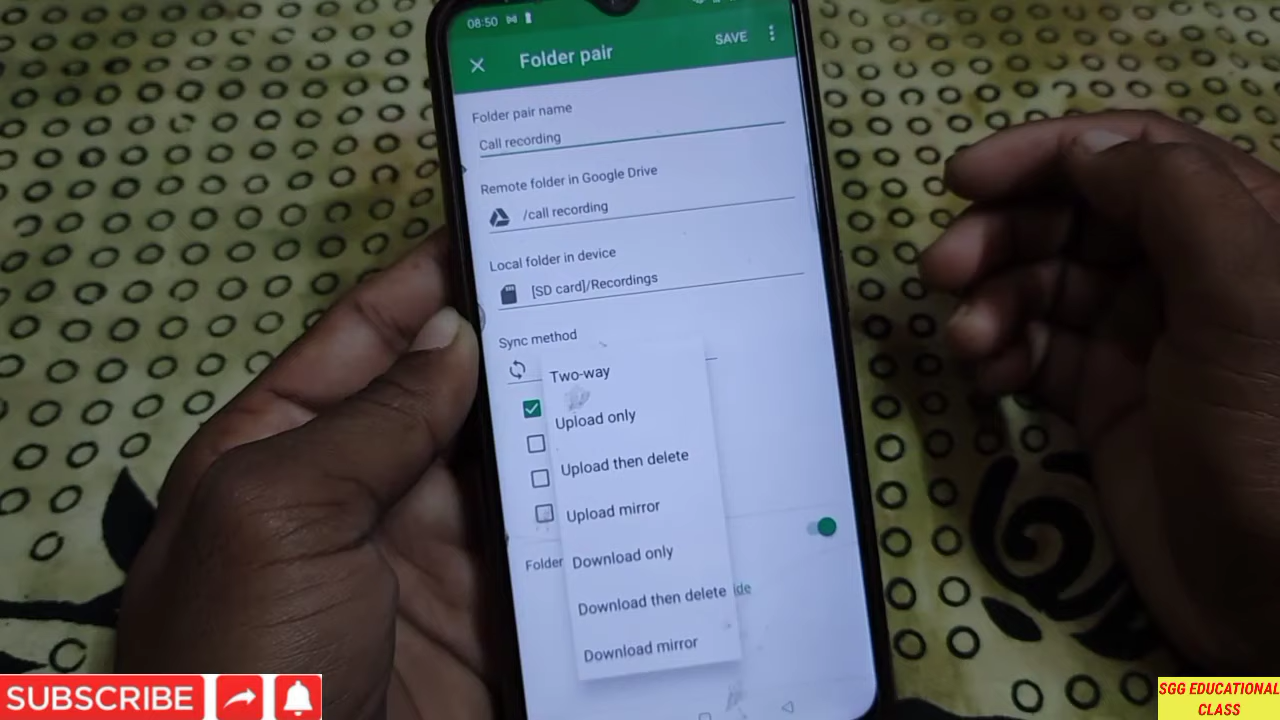 08:50
Folder pair
SAVE
Folder pair name
Call recording
Remote folder in Google Drive
/call recording
Local folder in device
[SD card]/Recordings
Sync method
Two-way
Upload only
Upload then delete
Upload mirror
Download only
Folder
Download then delete
Download mirror
SUBSCRIBE
SGG EDUCATIONAL
CLASS